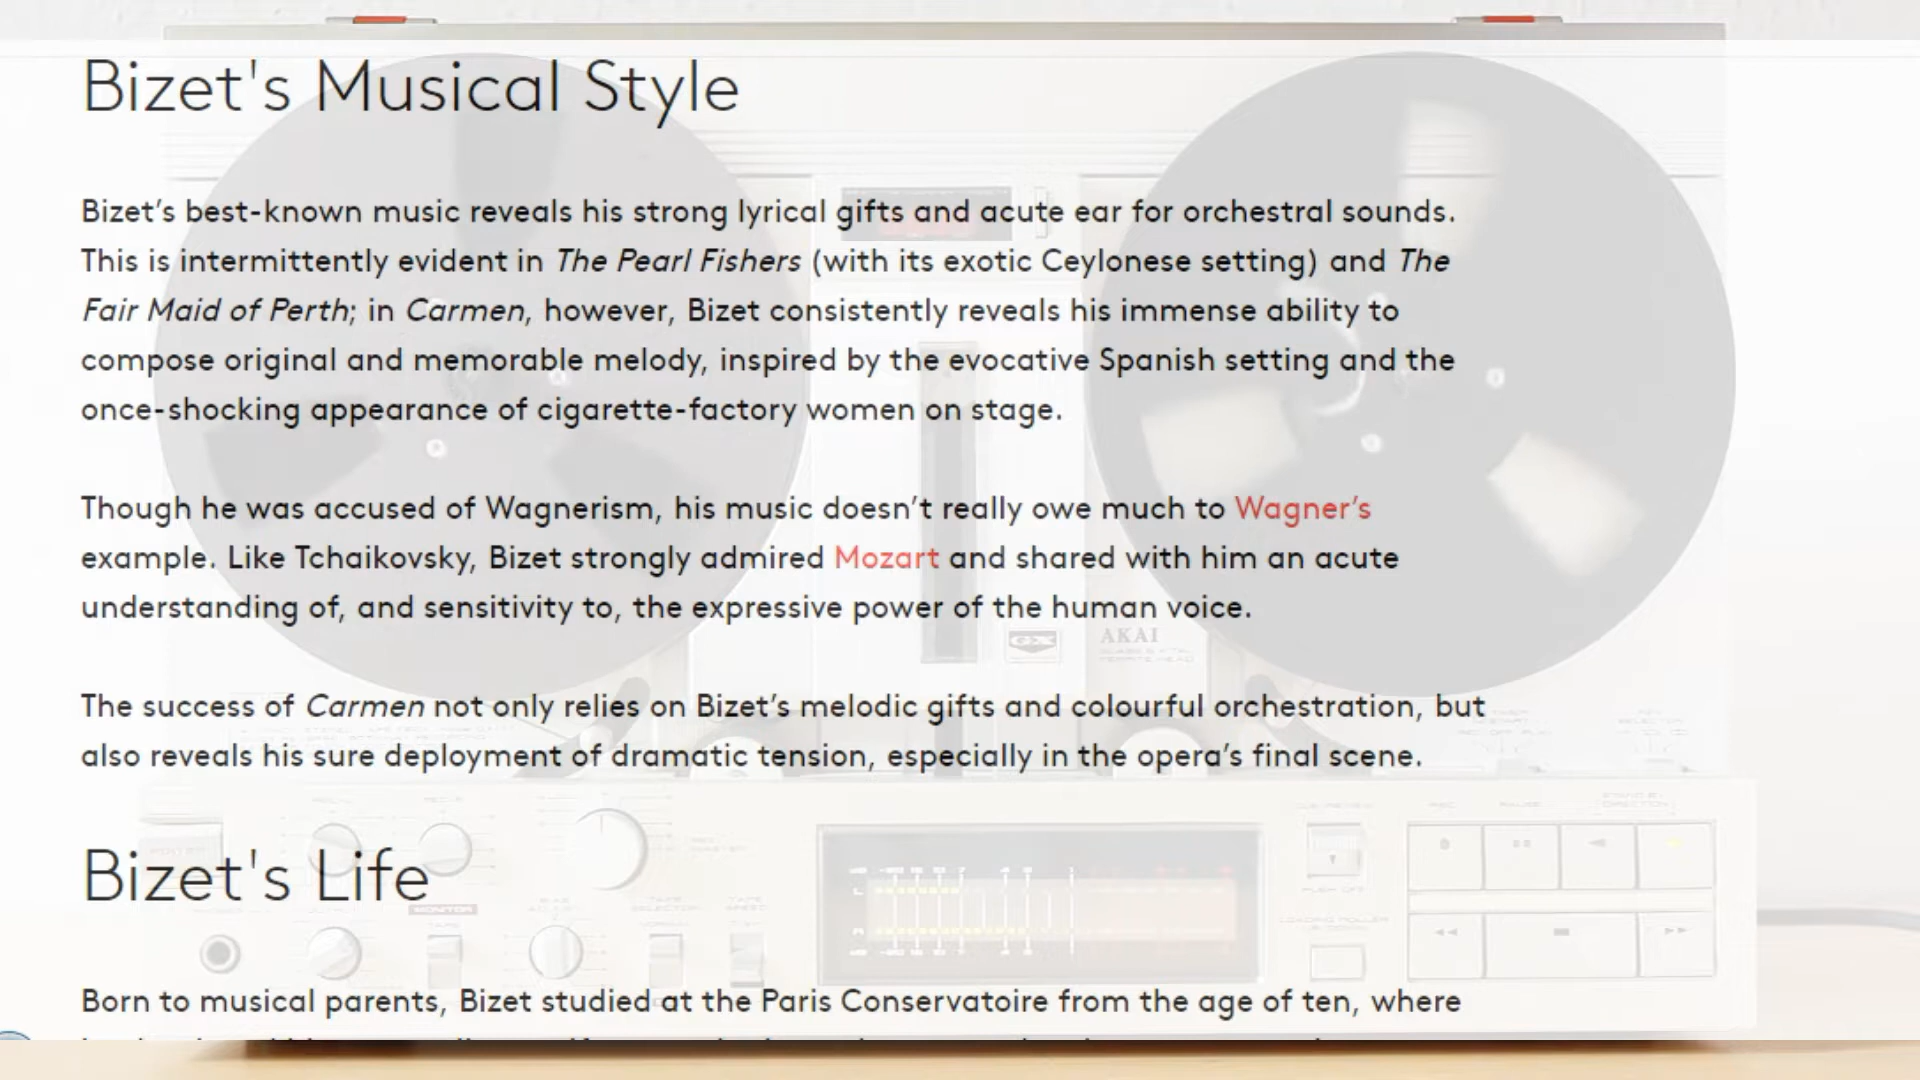 Bizet's Musical Style
Bizet’s best-known music reveals his strong lyrical gifts and acute ear for orchestral sounds.
This is intermittently evident in The Pearl Fishers (with its exotic Ceylonese setting) and The
Fair Maid of Perth; in Carmen, however, Bizet consistently reveals his immense ability to
compose original and memorable melody, inspired by the evocative Spanish setting and the
once-shocking appearance of cigarette-factory women on stage.
Though he was accused of Wagnerism, his music doesn’t really owe much to Wagner’s
example. Like Tchaikovsky, Bizet strongly admired Mozart and shared with him an acute
understanding of, and sensitivity to, the expressive power of the human voice.
AKAI
The success of Carmen not only relies on Bizet’s melodic gifts and colourful orchestration, but
also reveals his sure deployment of dramatic tension, especially in the opera’s final scene.
Bizet's Life
MONITOR
Born to musical parents, Bizet studied at the Paris Conservatoire from the age of ten, where